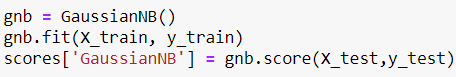 gnb = GaussianNB()
gnb.fit(X_train, y_train)
scores['GaussianNB'] = gnb.score(X_test,y_test)